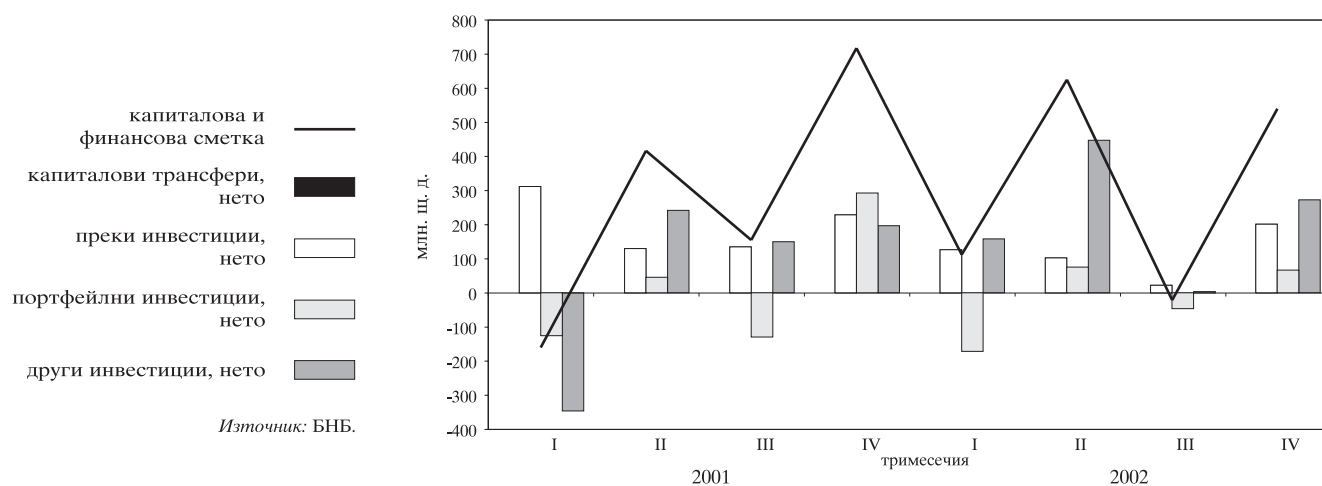 капиталова и
финансова сметка
капиталови трансфери,
нето
преки инвестиции,
нето
портфейлни инвестиции,
нето
други инвестиции, нето
Източник: БНБ.
млн. щ. д.
800
700
600
500
400
300
200
100
0
-100
-200
-300
-400
I II III IV I II III IV
тримесечия
2001 2002